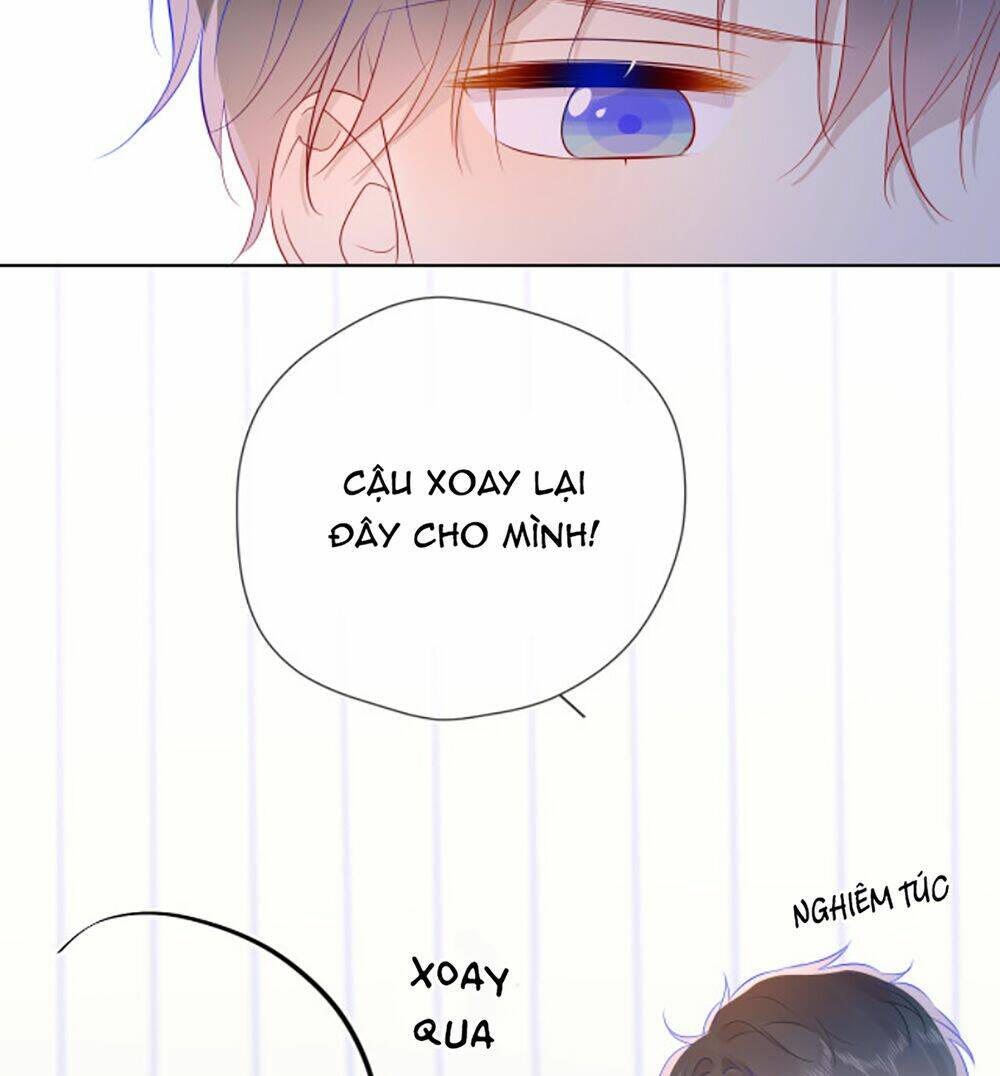 CẬU XOAY LẠI
ĐÂY CHO MÌNH!
NGHIÊM TÚC
XOAY
QUA